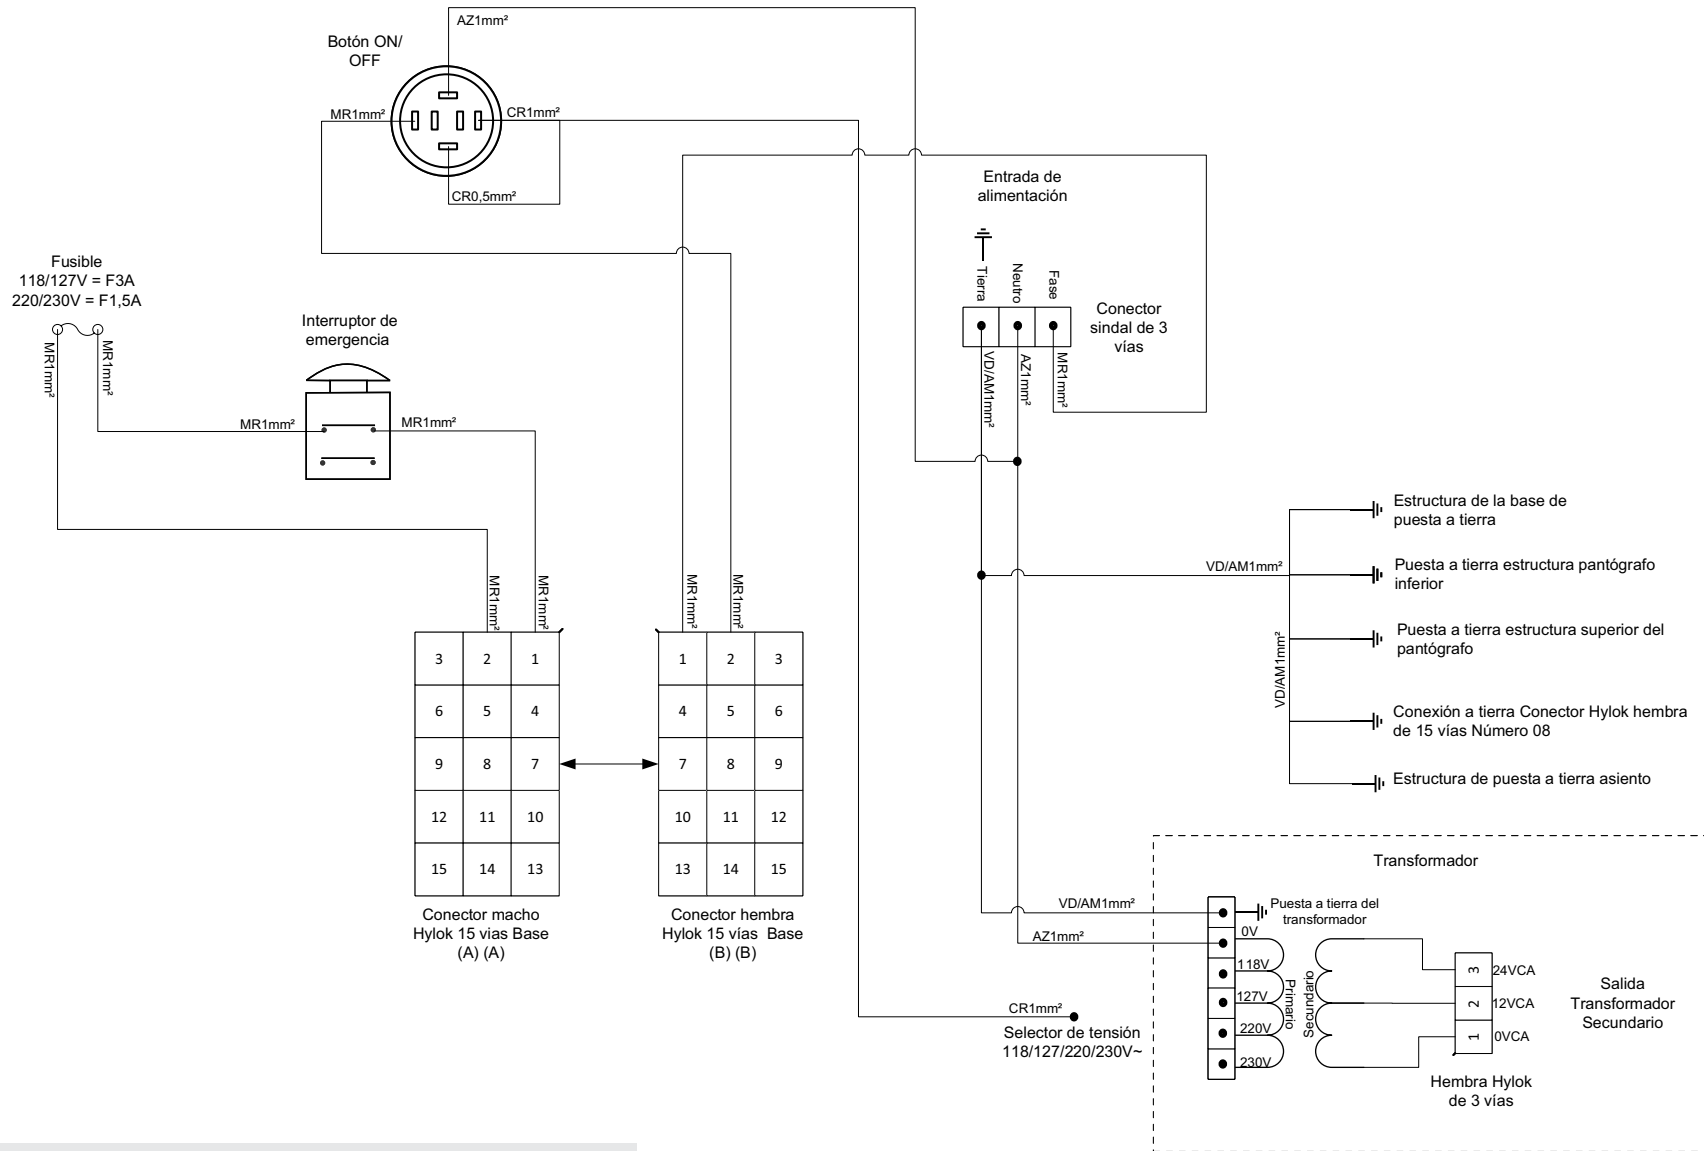 AZ1mm²
Botón ON/
OFF
MR1mm²
CR1mm²
CR0,5mm²
Entrada de
alimentación
Tierra
Neutro
Fase
Conector
sindal de 3
vías
VD/AM1mm²
AZ1mm²
MR1mm²
Fusible
118/127V = F3A
220/230V = F1,5A
MR1mm²
MR1mm²
Interruptor de
emergencia
MR1mm²
MR1mm²
MR1mm²
MR1mm²
MR1mm²
MR1mm²
3 2 1
6 5 4
9 8 7
12 11 10
15 14 13
Conector macho
Hylok 15 vias Base
(A) (A)
1 2 3
4 5 6
7 8 9
10 11 12
13 14 15
Conector hembra
Hylok 15 vías Base
(B) (B)
VD/AM1mm²
VD/AM1mm²
Estructura de la base de
puesta a tierra
Puesta a tierra estructura pantógrafo
inferior
Puesta a tierra estructura superior del
pantógrafo
Conexión a tierra Conector Hylok hembra
de 15 vías Número 08
Estructura de puesta a tierra asiento
Transformador
VD/AM1mm²
Puesta a tierra del
transformador
AZ1mm²
0V
118V
127V
220V
230V
Primario
Secundario
3 24VCA
2 12VCA
1 0VCA
Salida
Transformador
Secundario
Hembra Hylok
de 3 vías
CR1mm²
Selector de tensión
118/127/220/230V~